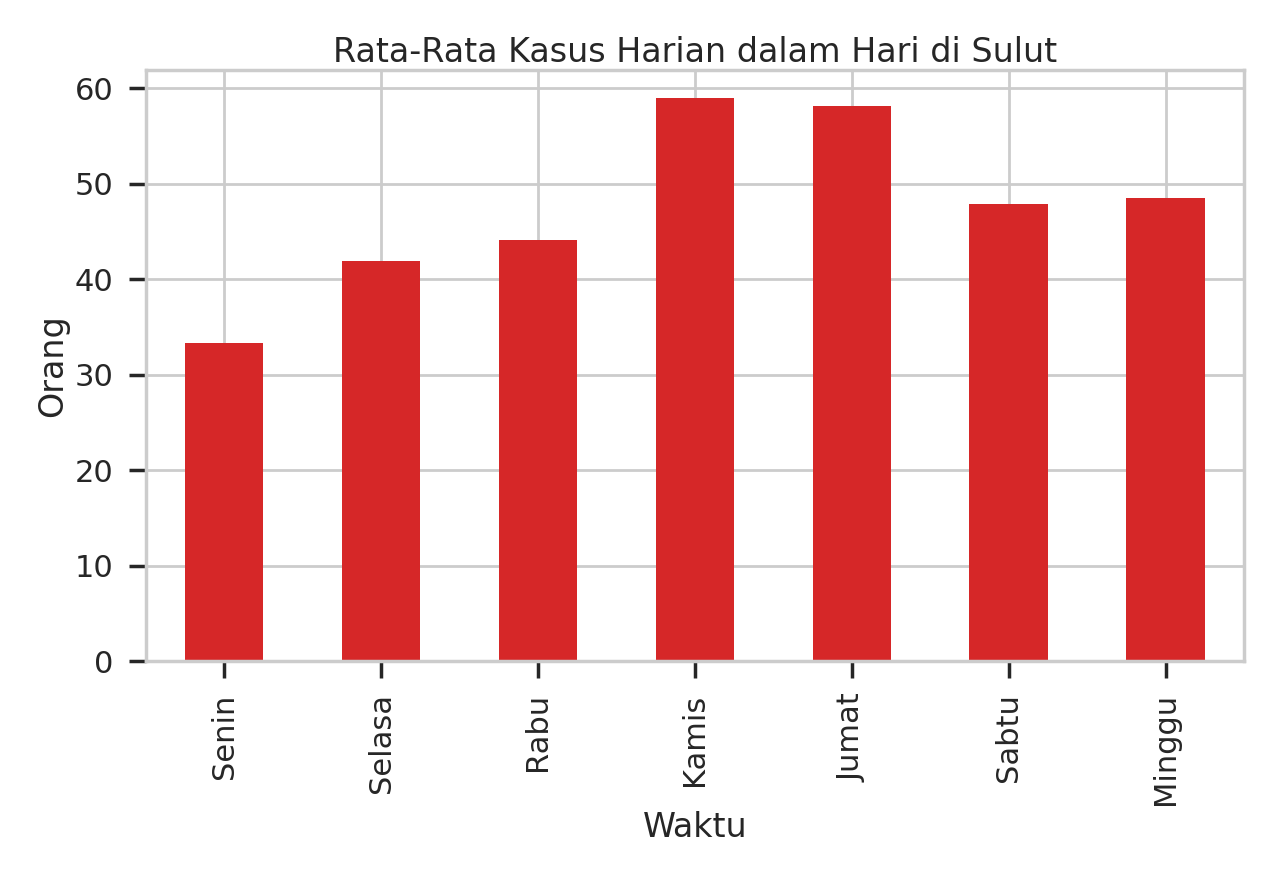 Rata-Rata Kasus Harian dalam Hari di Sulut
60
50
40
30
20
10
0
Orang
Senin
Selasa
Rabu
Kamis
Jumat
Sabtu
Minggu
Waktu